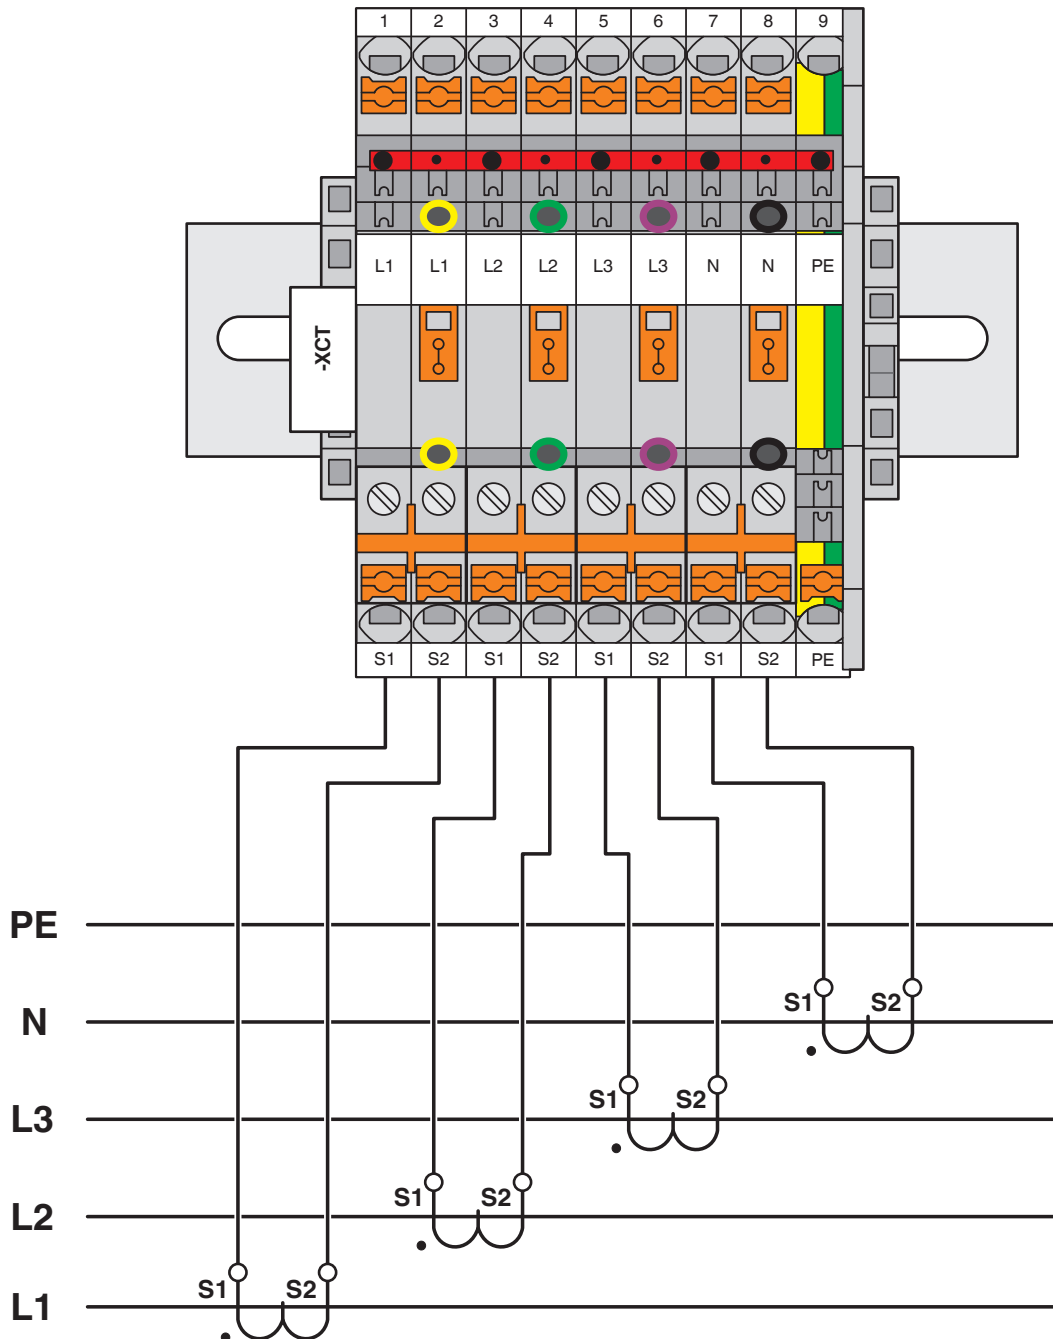 1 2 3 4 5 6 7 8 9
L1 L1 L2 L2 L3 L3 N N PE
-XCT
S1 S2 S1 S2 S1 S2 S1 S2 PE
PE
N S1 S2
L3 S1 S2
L2 S1 S2
L1 S1 S2